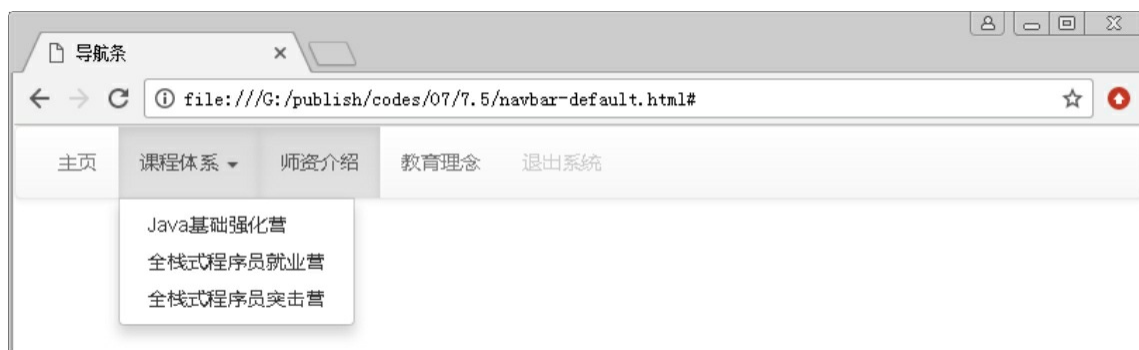 导航条
file:///G:/publish/codes/07/7.5/navbar-default.html#
主页 课程体系 师资介绍 教育理念 退出系统
Java基础强化营
全栈式程序员就业营
全栈式程序员突击营